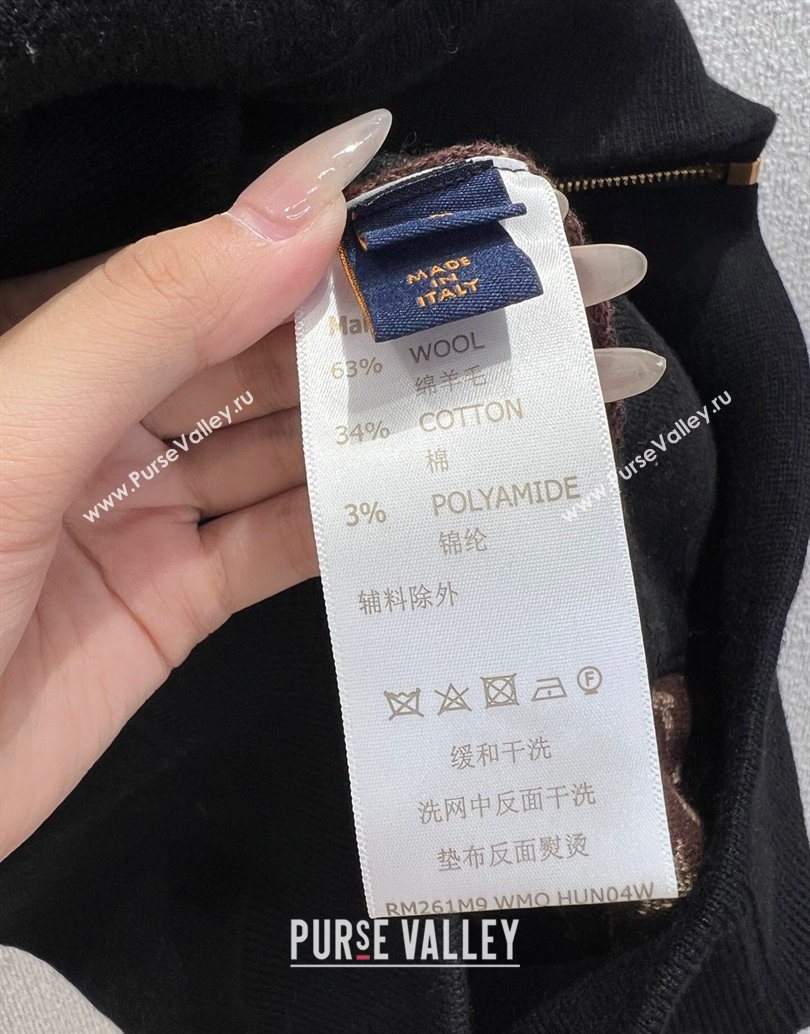 MADE
IN
ITALY
63% WOOL
绵羊毛
34% COTTON
棉
3% POLYAMIDE
锦纶
辅料除外
F
缓和干洗
洗网中反面干洗
垫布反面熨烫
RM261M9 WMO HUN04W
www.PurseValley.ru
www.PurseValley.ru
PURSE VALLEY